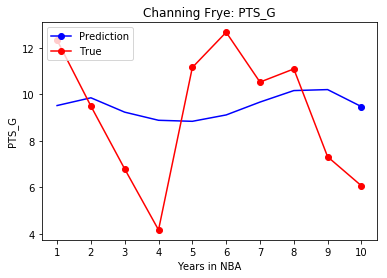 Channing Frye: PTS_G
Prediction
True
12
10
8
6
4
PTS_G
1 2 3 4 5 6 7 8 9 10
Years in NBA